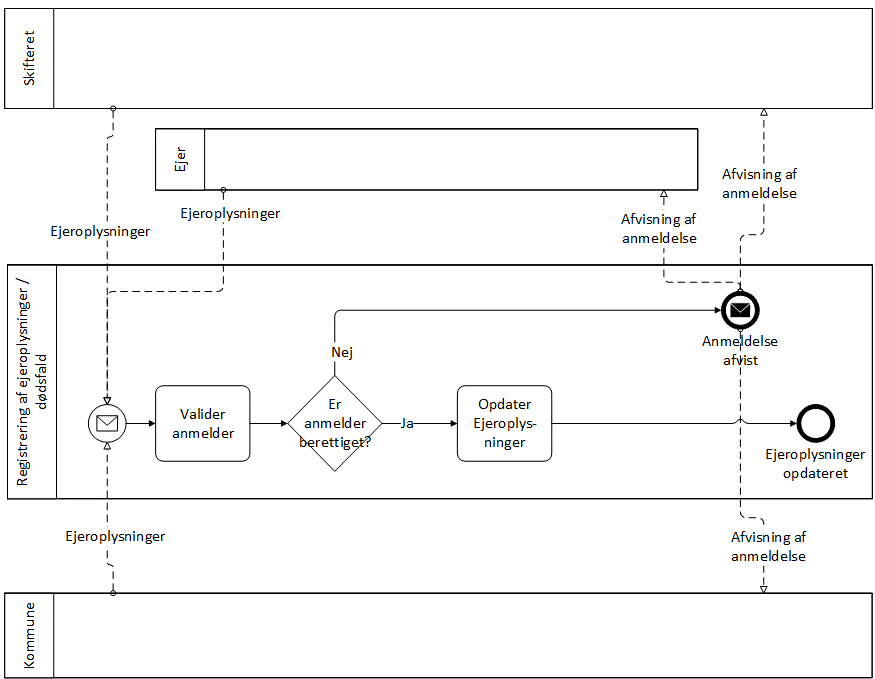 Skifteret
Ejer
Afvisning af
anmeldelse
Ejeroplysninger
Afvisning af
anmeldelse
Ejeroplysninger
Registrering af ejeroplysninger /
dødsfald
Anmeldelse
afvist
Nej
Valider
anmelder
Er
anmelder
berettiget?
Ja
Opdater
Ejeroplys-
ninger
Ejeroplysninger
opdateret
Ejeroplysninger
Afvisning af
anmeldelse
Kommune